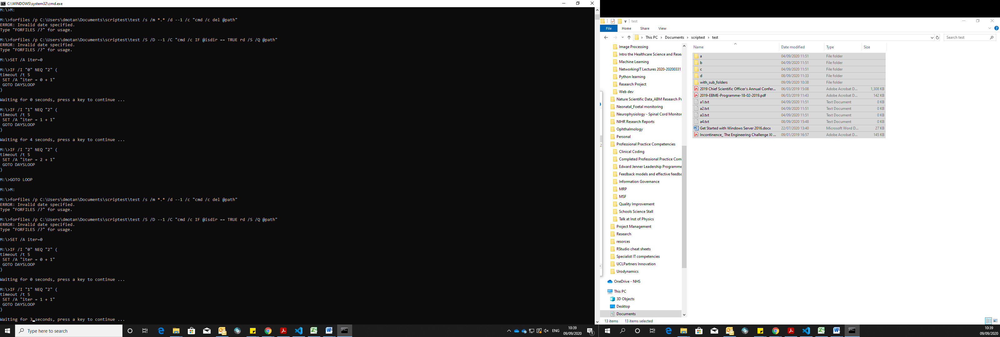 C:\WINDOWS\system32\cmd.exe
M:\>M:
M:\>forfiles /p C:\Users\dmotan\Documents\scriptest\test /s /m *.* /d --1 /c "cmd /c del @path"
ERROR: Invalid date specified.
Type "FORFILES /?" for usage.
M:\>forfiles /p C:\Users\dmotan\Documents\scriptest\test /S /D --1 /C "cmd /c IF @isdir == TRUE rd /S /Q @path"
ERROR: Invalid date specified.
Type "FORFILES /?" for usage.
M:\>SET /A iter=0
M:\>IF /I "0" NEQ "2" (
timeout /t 5
SET /A "iter = 0 + 1"
GOTO DAYSLOOP
)
Waiting for 0 seconds, press a key to continue ...
M:\>IF /I "1" NEQ "2" (
timeout /t 5
SET /A "iter = 1 + 1"
GOTO DAYSLOOP
)
Waiting for 4 seconds, press a key to continue ...
M:\>IF /I "2" NEQ "2" (
timeout /t 5
SET /A "iter = 2 + 1"
GOTO DAYSLOOP
)
M:\>GOTO LOOP
M:\>M:
M:\>forfiles /p C:\Users\dmotan\Documents\scriptest\test /s /m *.* /d --1 /c "cmd /c del @path"
ERROR: Invalid date specified.
Type "FORFILES /?" for usage.
M:\>forfiles /p C:\Users\dmotan\Documents\scriptest\test /S /D --1 /C "cmd /c IF @isdir == TRUE rd /S /Q @path"
ERROR: Invalid date specified.
Type "FORFILES /?" for usage.
M:\>SET /A iter=0
M:\>IF /I "0" NEQ "2" (
timeout /t 5
SET /A "iter = 0 + 1"
GOTO DAYSLOOP
)
Waiting for 0 seconds, press a key to continue ...
M:\>IF /I "1" NEQ "2" (
timeout /t 5
SET /A "iter = 1 + 1"
GOTO DAYSLOOP
)
Waiting for 3 seconds, press a key to continue ...
Type here to search
ENG
10:39
09/09/2020
1
test
File Home Share View
This PC > Documents > scriptest > test
Search test
Image Processing
Intro the Healthcare Science and Resea
Machine Learning
NetworkingIT Lectures 2020-20200331
Python learning
Research Project
Web dev
Nature Scientific Data_ABM Research Pr
Neonatal_Foetal monitoring
Neurophysiology - Spinal Cord Monitor
NIHR Research Reports
Ophthalmology
Personal
Professional Practice Competencies
Clinical Coding
Completed Professional Practice Com
Edward Jenner Leadership Programme
Feedback models and effective feedba
Information Governance
MRP
MSF
Quality Improvement
Schools Science Stall
Talk at Inst of Physics
Project Management
Research
resorces
RStudio cheat sheets
Specialist IT competencies
UCLPartners Innovation
Urodynamics
OneDrive - NHS
This PC
3D Objects
Desktop
Documents
Name Date modified Type Size
a 04/09/2020 11:51 File folder
b 04/09/2020 11:51 File folder
c 04/09/2020 11:51 File folder
d 08/09/2020 11:33 File folder
with_sub_folders 09/09/2020 10:38 File folder
2019 Chief Scientific Officer's Annual Confer... 06/03/2019 15:08 Adobe Acrobat D... 1,308 KB
2019-EBME-Programme-18-02-2019.pdf 06/03/2019 11:43 Adobe Acrobat D... 142 KB
a1.txt 04/09/2020 11:51 Text Document 0 KB
a2.txt 04/09/2020 11:51 Text Document 0 KB
a3.txt 04/09/2020 11:51 Text Document 0 KB
a4.txt 08/09/2020 15:48 Text Document 0 KB
Get Started with Windows Server 2016.docx 22/07/2020 13:40 Microsoft Word D... 27 KB
Incontinence_ The Engineering Challenge XI ... 09/01/2019 16:57 Adobe Acrobat D... 145 KB
13 items 13 items selected
10:39
09/09/2020